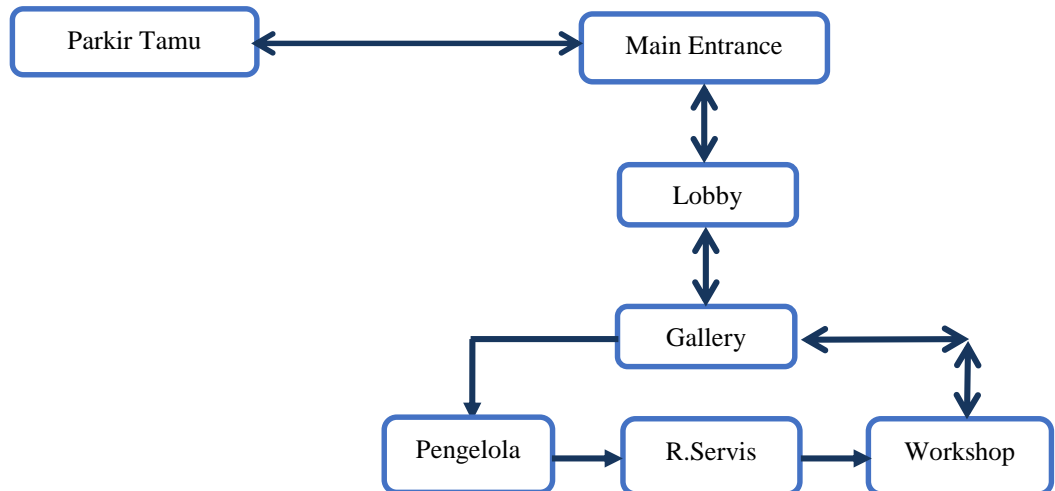 Parkir Tamu
Main Entrance
Lobby
Gallery
Pengelola
R.Servis
Workshop